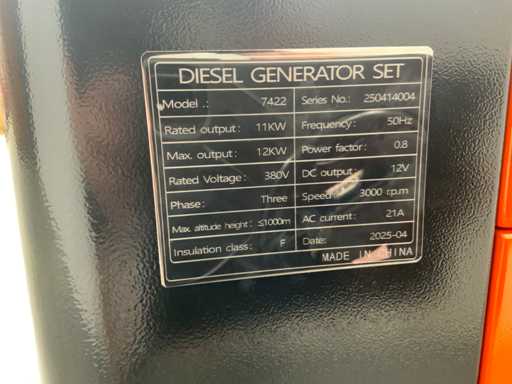 DIESEL GENERATOR SET
Model .: 7422 Series No.: 250414004
Rated output: 11KW Frequency: 50Hz
Max. output: 12KW Power factor: 0.8
Rated Voltage: 380V DC output: 12V
Phase: Three Speed: 3000 r.p.m
Max. altitude height: ≤1000m AC current: 21A
Insulation class: F Date: 2025-04
MADE IN CHINA